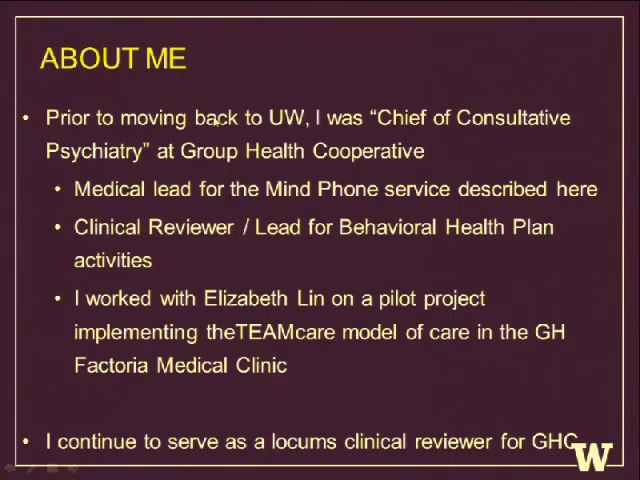 ABOUT ME
• Prior to moving back to UW, I was “Chief of Consultative
Psychiatry” at Group Health Cooperative
• Medical lead for the Mind Phone service described here
• Clinical Reviewer / Lead for Behavioral Health Plan
activities
• I worked with Elizabeth Lin on a pilot project
implementing theTEAMcare model of care in the GH
Factoria Medical Clinic
• I continue to serve as a locums clinical reviewer for GHC
W